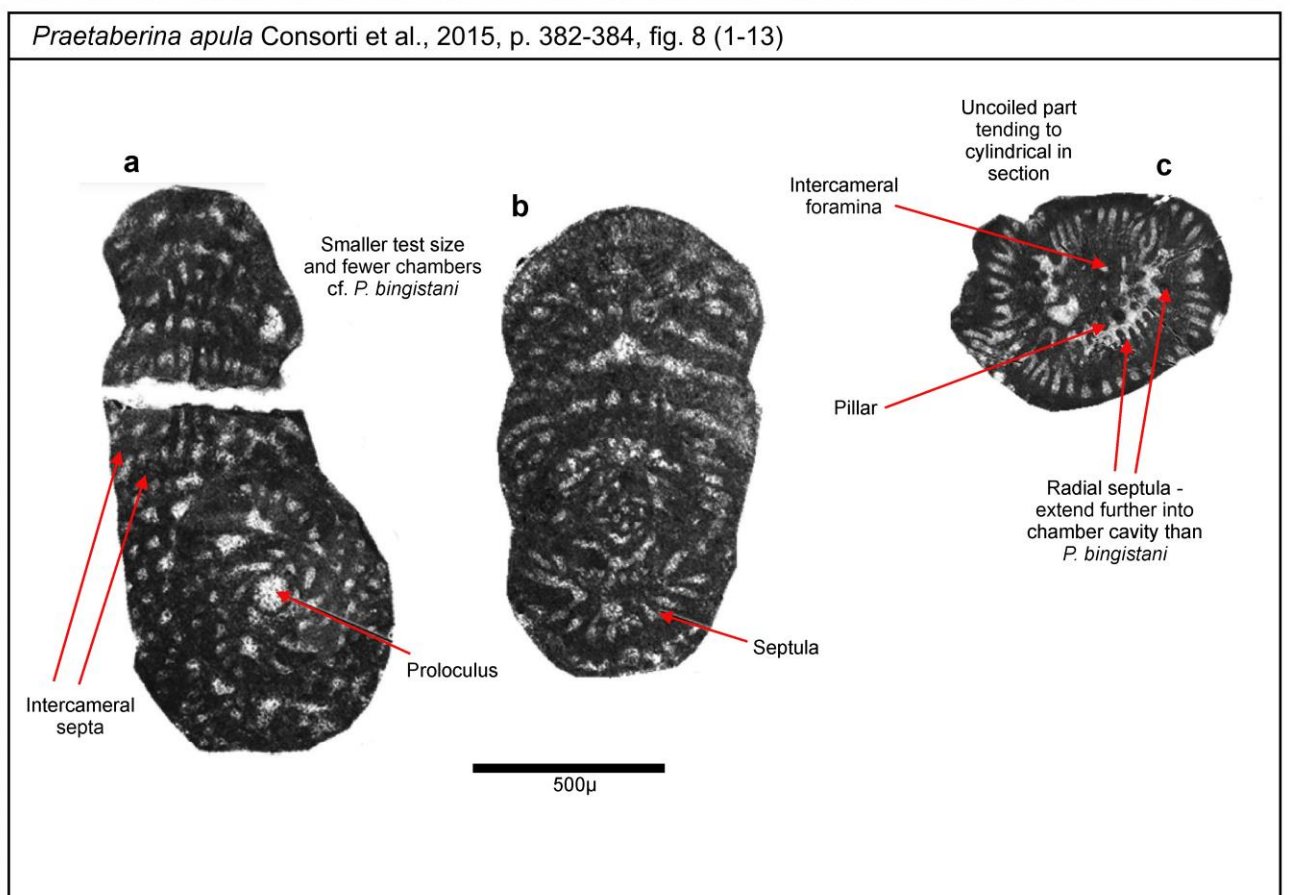 Praetaberina apula Consorti et al., 2015, p. 382-384, fig. 8 (1-13)
a
Smaller test size
and fewer chambers
cf. P. bingistani
b
Uncoiled part
tending to
cylindrical in
section
c
Intercameral
foramina
Pillar
Radial septula -
extend further into
chamber cavity than
P. bingistani
Septula
Proloculus
Intercameral
septa
500µ